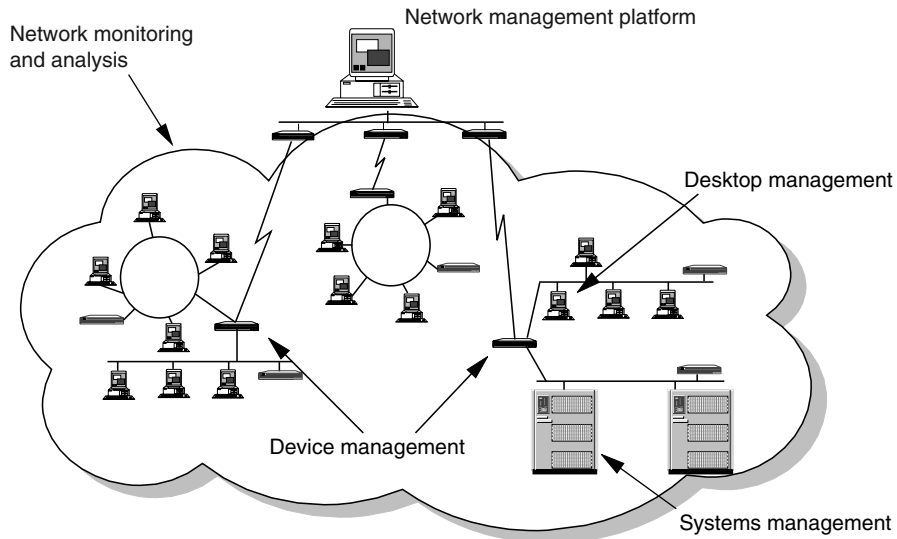 Network management platform
Network monitoring
and analysis
Desktop management
Device management
Systems management